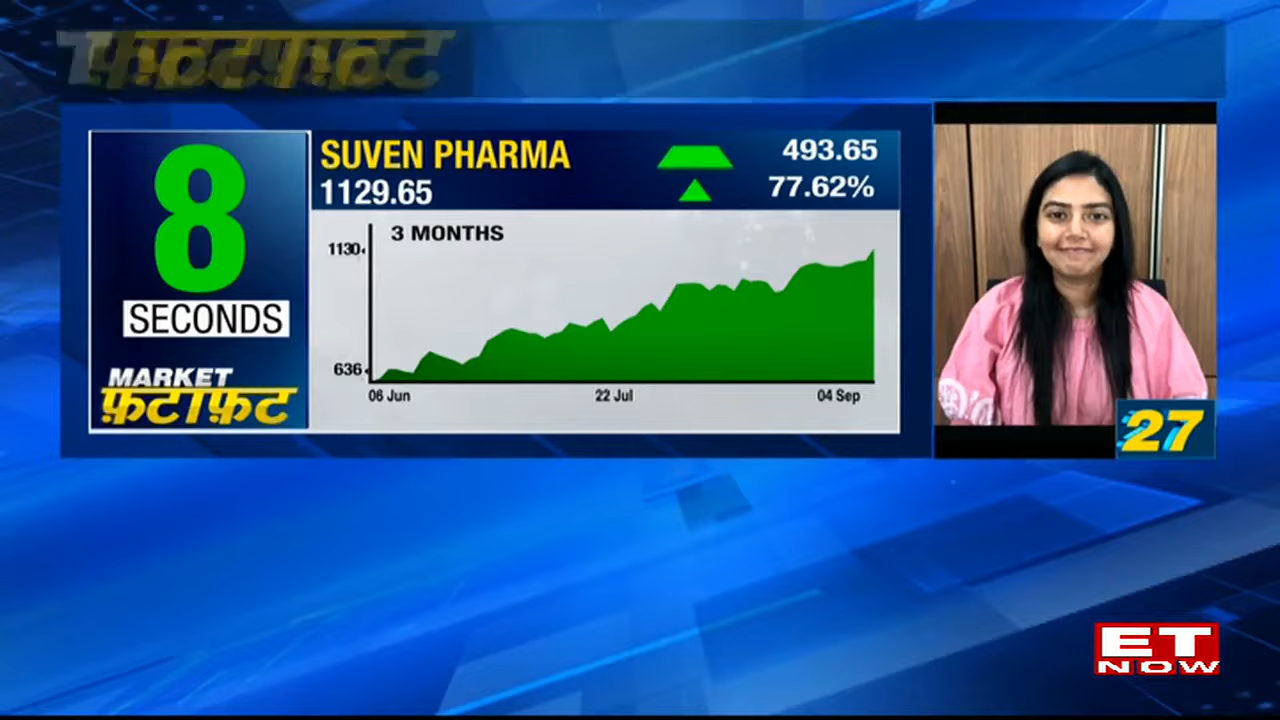 8
SECONDS
MARKET
फ़टाफ़ट
SUVEN PHARMA
1129.65
493.65
77.62%
3 MONTHS
1130
636
06 Jun
22 Jul
04 Sep
27
ET
NOW